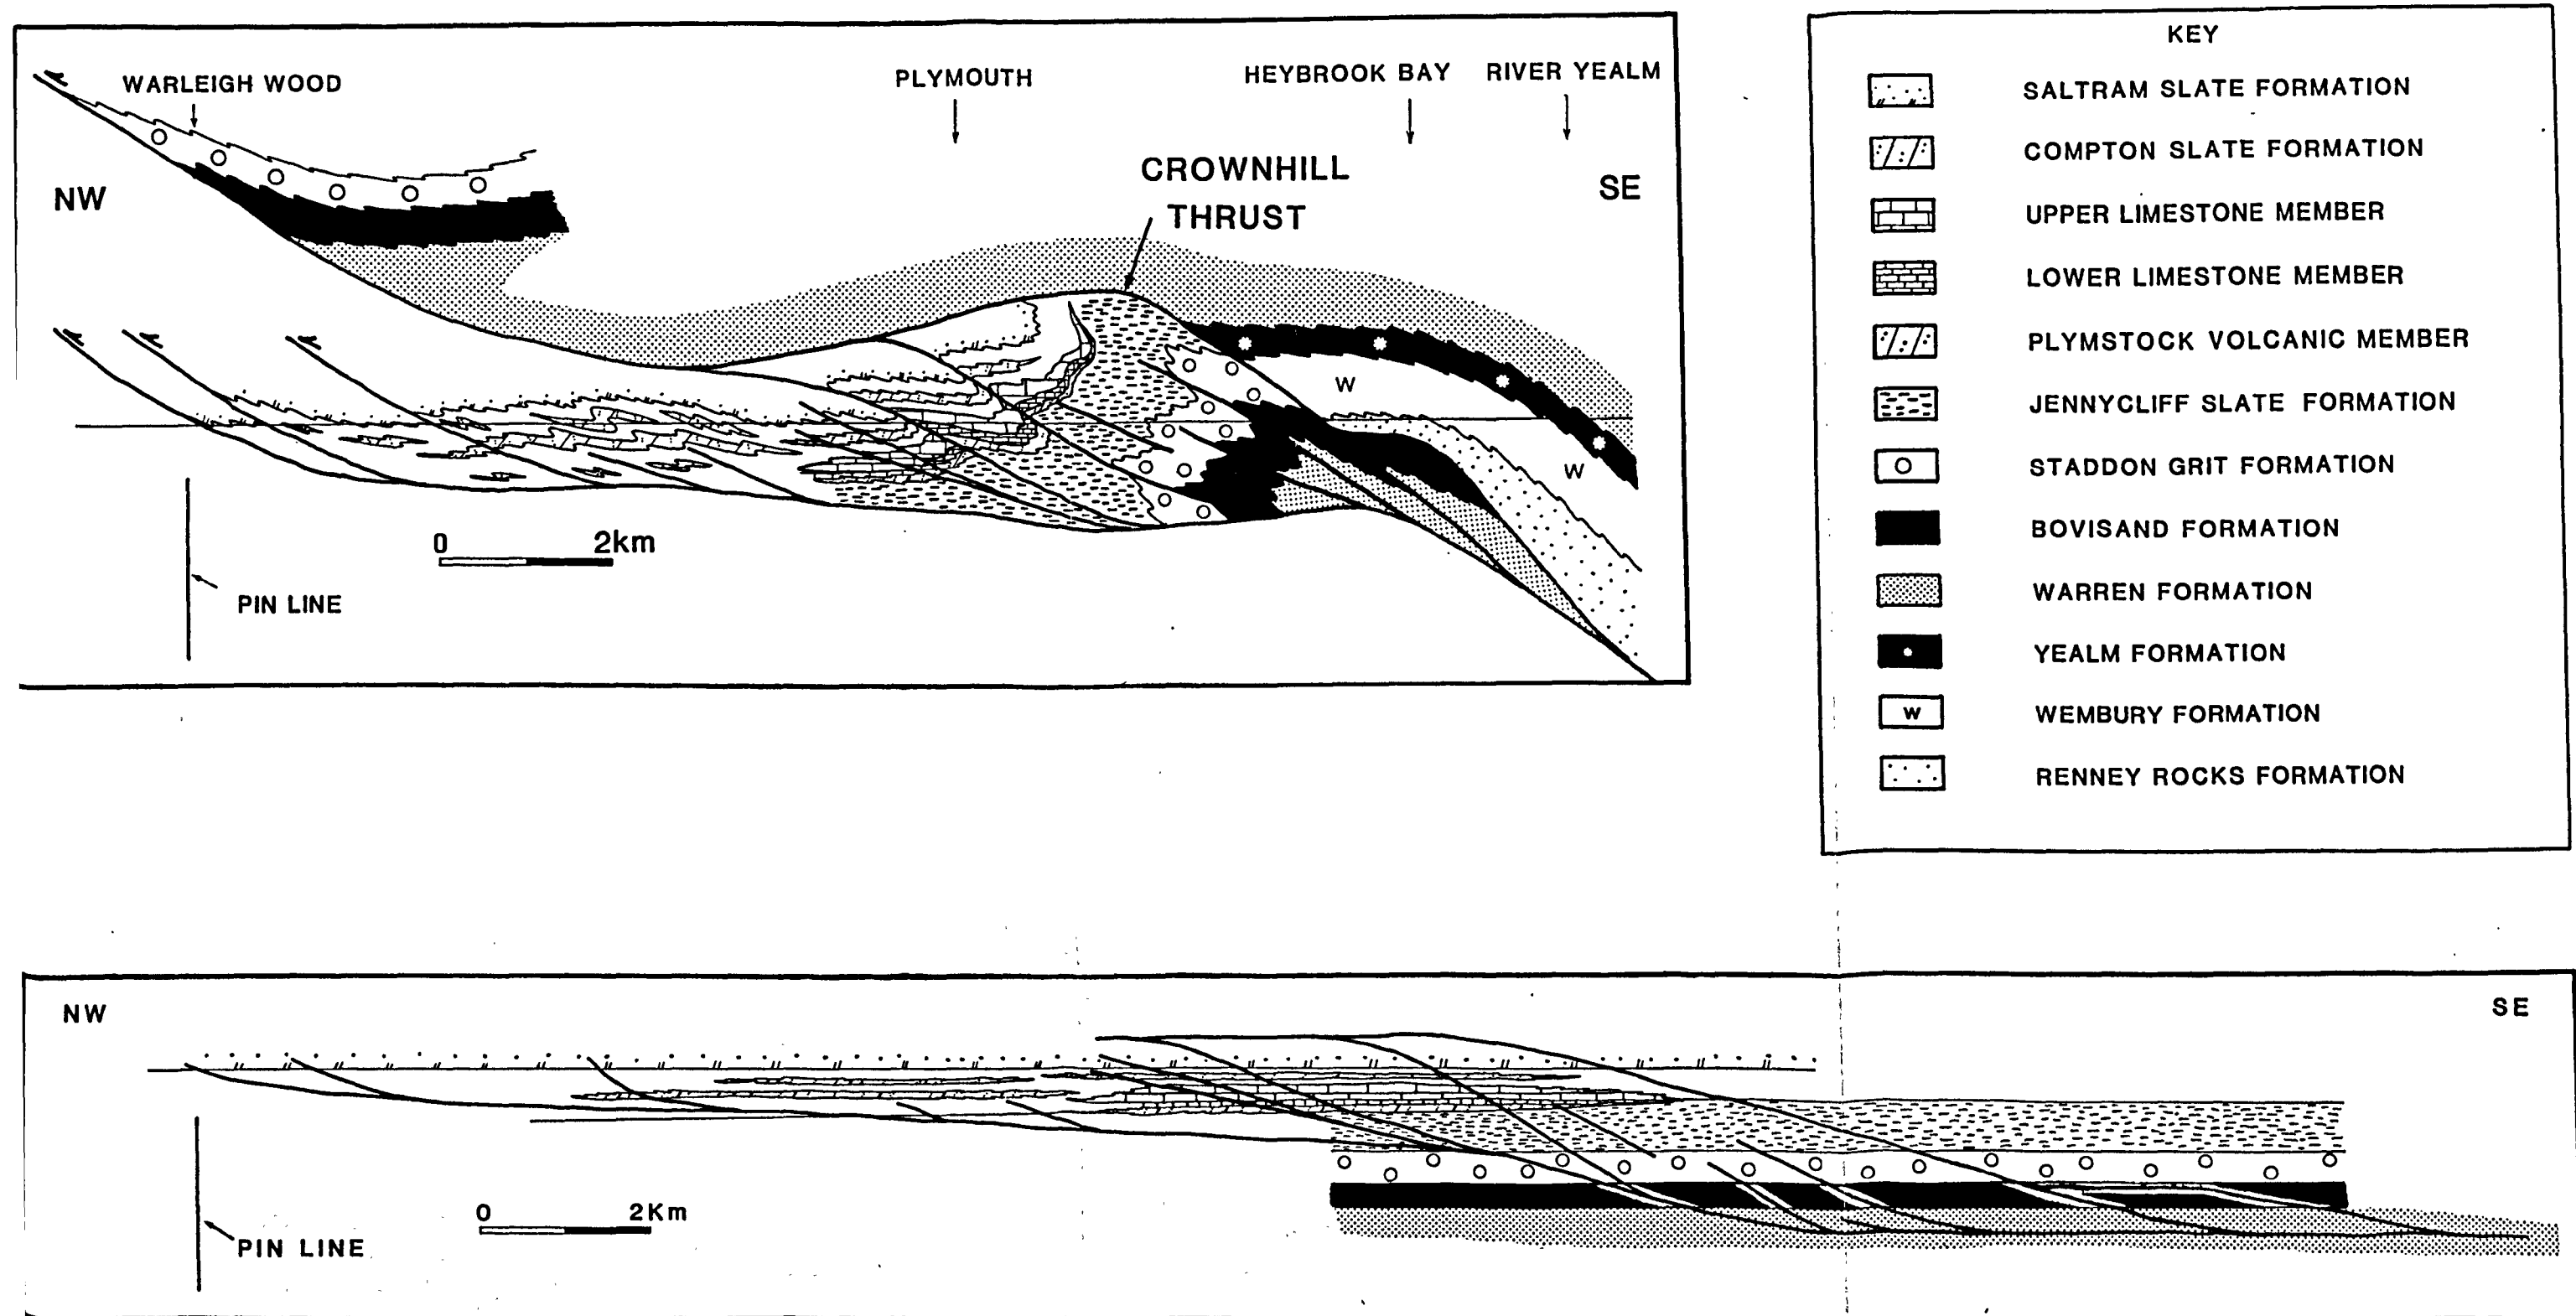 WARLEIGH WOOD
PLYMOUTH
HEYBROOK BAY
RIVER YEALM
NW
CROWNHILL
THRUST
SE
W
W
0 2km
PIN LINE
KEY
SALTRAM SLATE FORMATION
COMPTON SLATE FORMATION
UPPER LIMESTONE MEMBER
LOWER LIMESTONE MEMBER
PLYMSTOCK VOLCANIC MEMBER
JENNYCLIFF SLATE FORMATION
STADDON GRIT FORMATION
BOVISAND FORMATION
WARREN FORMATION
YEALM FORMATION
W WEMBURY FORMATION
RENNEY ROCKS FORMATION
NW
SE
0 2Km
PIN LINE